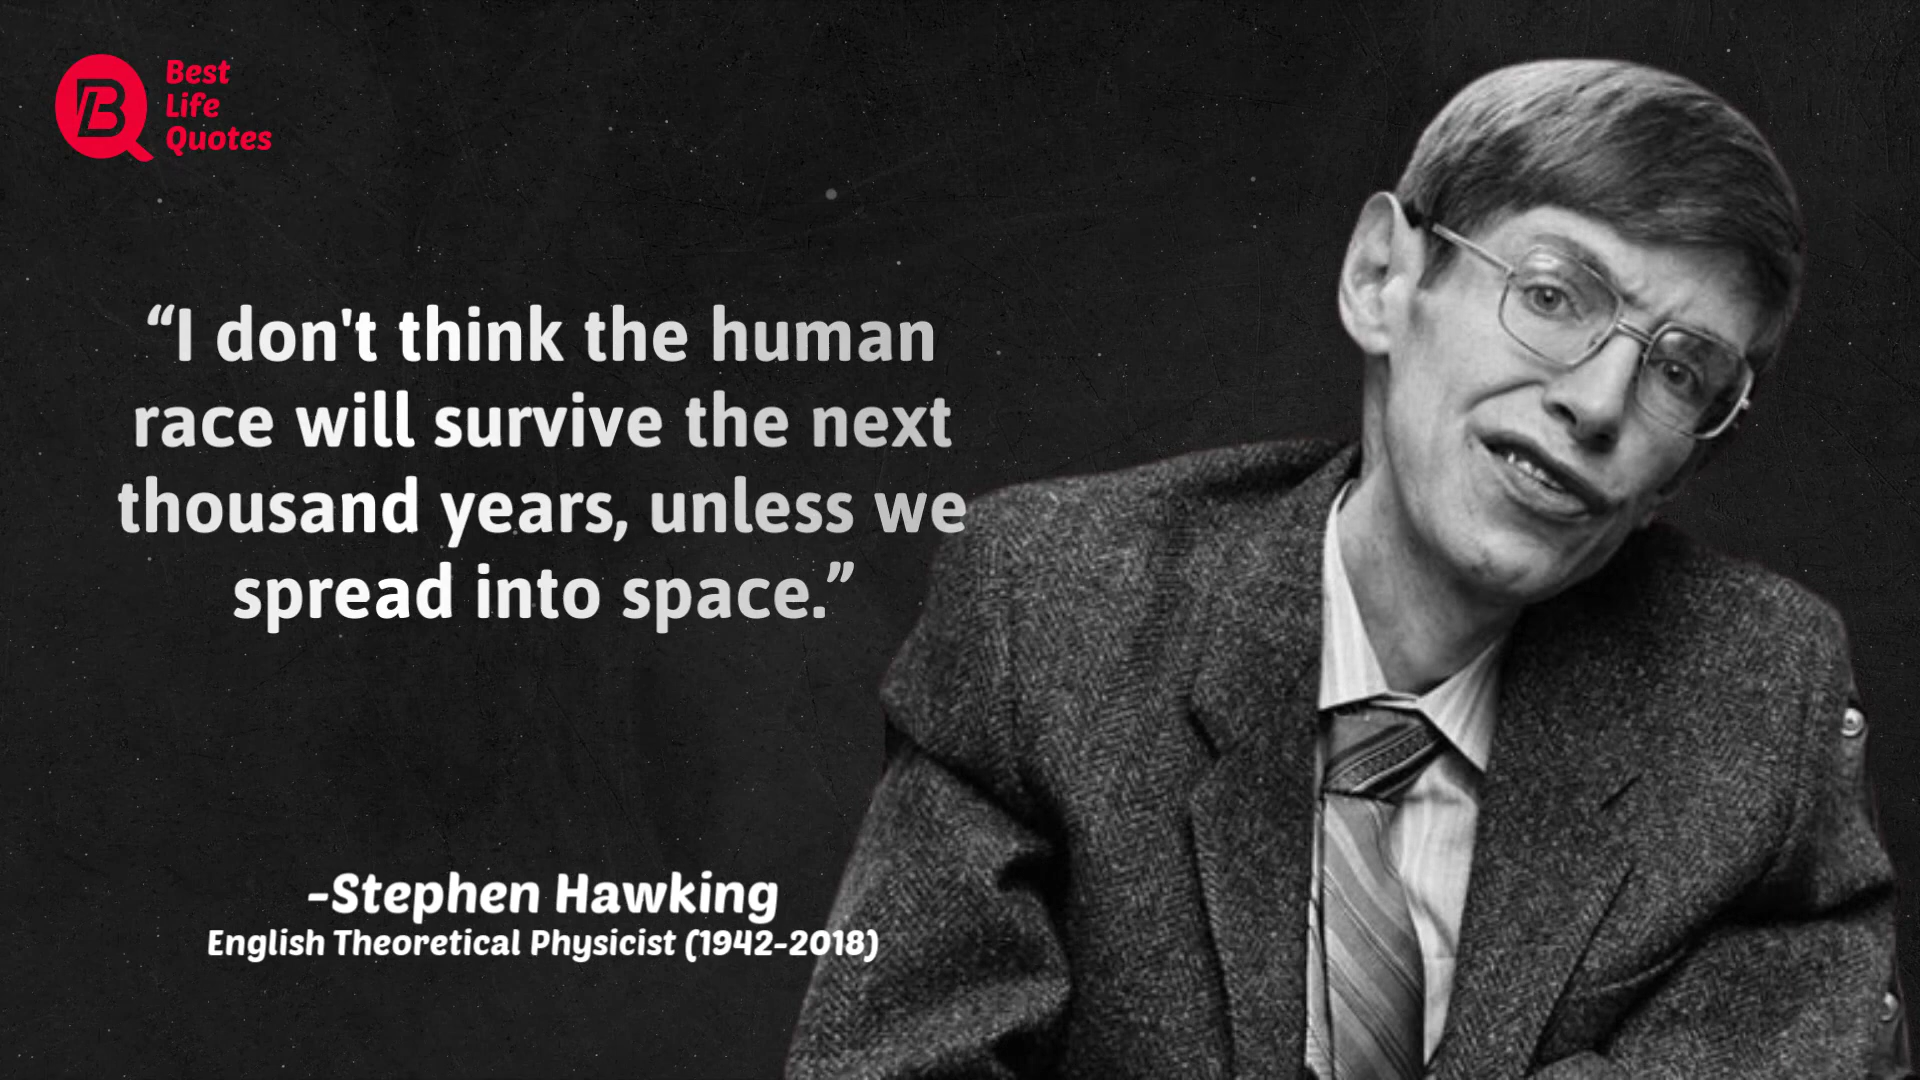 Best
Life
Quotes
“I don't think the human
race will survive the next
thousand years, unless we
spread into space.”
-Stephen Hawking
English Theoretical Physicist (1942-2018)